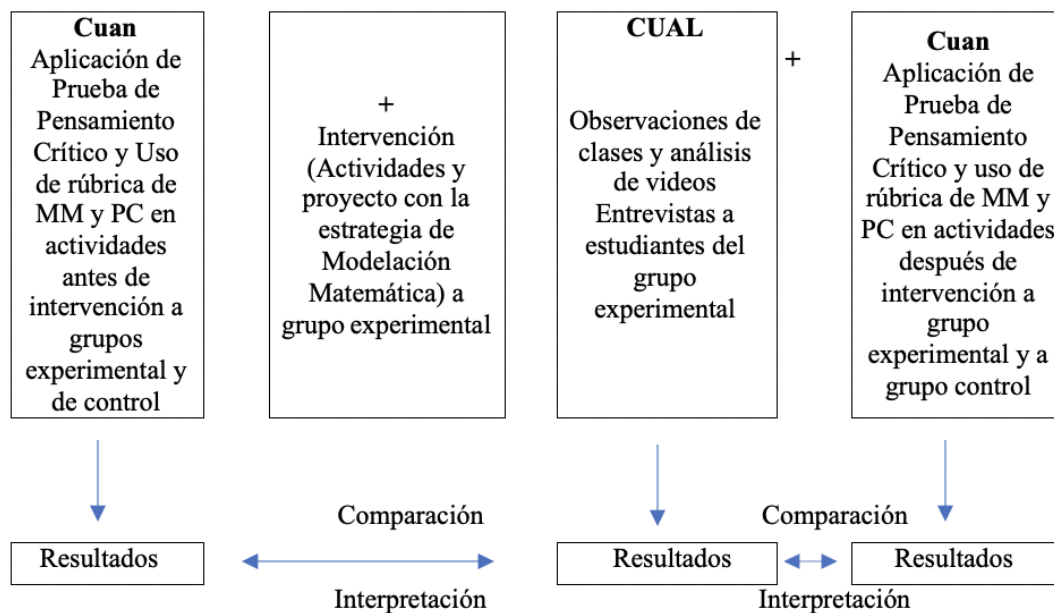 Cuan
Aplicación de
Prueba de
Pensamiento
Crítico y Uso
de rúbrica de
MM y PC en
actividades
antes de
intervención a
grupos
experimental y
de control
+
Intervención
(Actividades y
proyecto con la
estrategia de
Modelación
Matemática) a
grupo experimental
CUAL
Observaciones de
clases y análisis
de videos
Entrevistas a
estudiantes del
grupo
experimental
+
Cuan
Aplicación de
Prueba de
Pensamiento
Crítico y uso de
rúbrica de MM y
PC en actividades
después de
intervención a
grupo
experimental y a
grupo control
Comparación
Comparación
Resultados
Resultados
Resultados
Interpretación
Interpretación